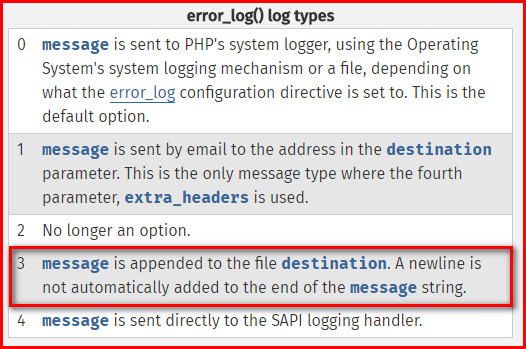 error_log() log types
0 message is sent to PHP's system logger, using the Operating
System's system logging mechanism or a file, depending on
what the error_log configuration directive is set to. This is the
default option.
1 message is sent by email to the address in the destination
parameter. This is the only message type where the fourth
parameter, extra_headers is used.
2 No longer an option.
3 message is appended to the file destination. A newline is
not automatically added to the end of the message string.
4 message is sent directly to the SAPI logging handler.